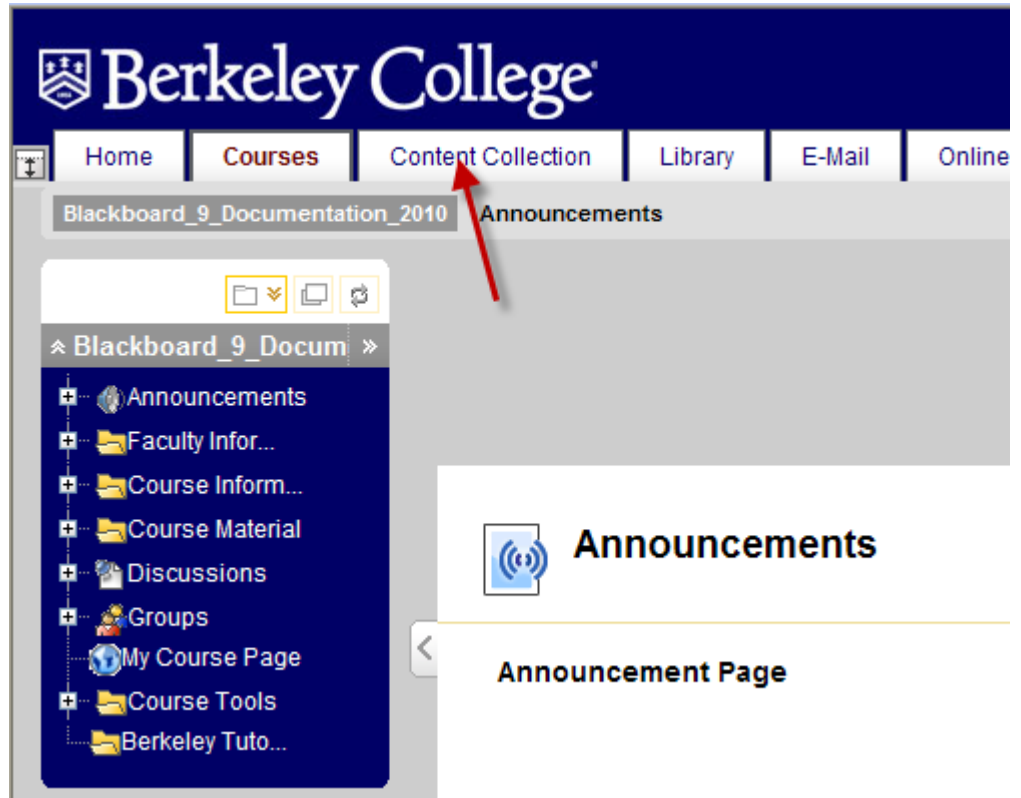 Berkeley College
Home Courses Content Collection Library E-Mail Online
Blackboard_9_Documentation_2010 Announcements
Blackboard_9_Docum
Announcements
Faculty Infor...
Course Inform...
Course Material
Discussions
Groups
My Course Page
Course Tools
Berkeley Tuto...
Announcements
Announcement Page